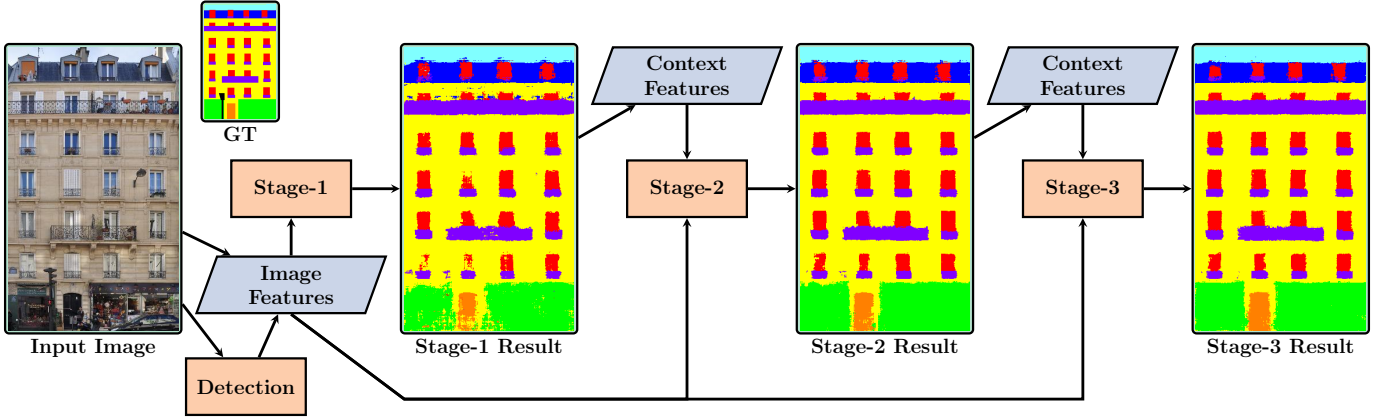 GT
Context
Features
Context
Features
Stage-1
Stage-2
Stage-3
Image
Features
Input Image
Stage-1 Result
Stage-2 Result
Stage-3 Result
Detection